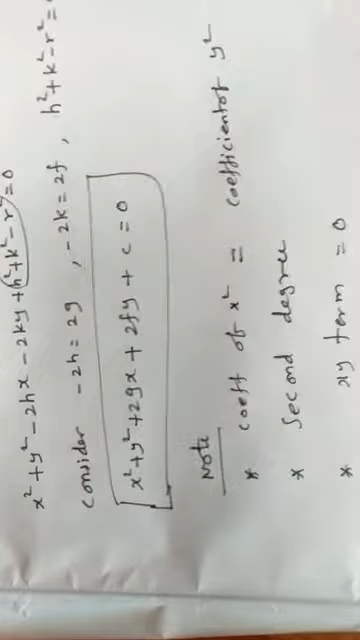 x²+y²-2hx-2ky+h²+k²-r²=0
consider -2h=2g, -2k=2f, h²+k²-r²=
x²+y²+2gx+2fy+c=0
Note
* coeff of x² = coefficient of y²
* Second degree
* xy term = 0